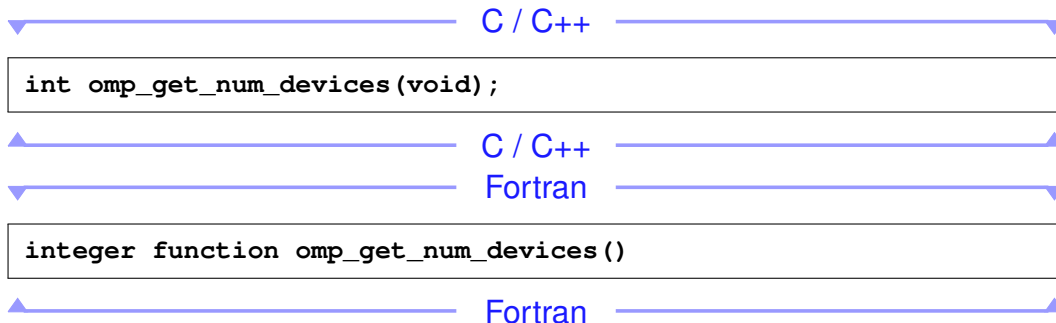 C / C++
int omp_get_num_devices(void);
C / C++
Fortran
integer function omp_get_num_devices()
Fortran